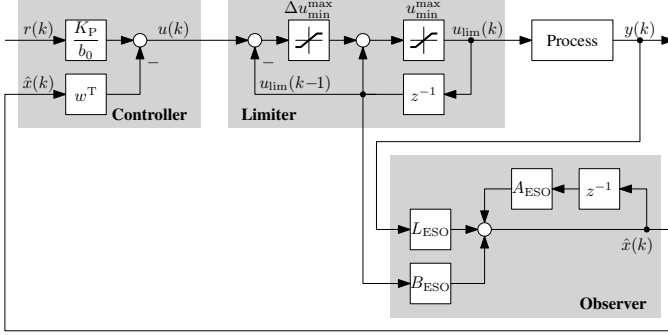 Δu_min^max
u_min^max
r(k)
K_P
b_0
u(k)
u_lim(k)
Process
y(k)
−
−
u_lim(k−1)
x̂(k)
w^T
z^−1
Controller
Limiter
A_ESO
z^−1
L_ESO
x̂(k)
B_ESO
Observer